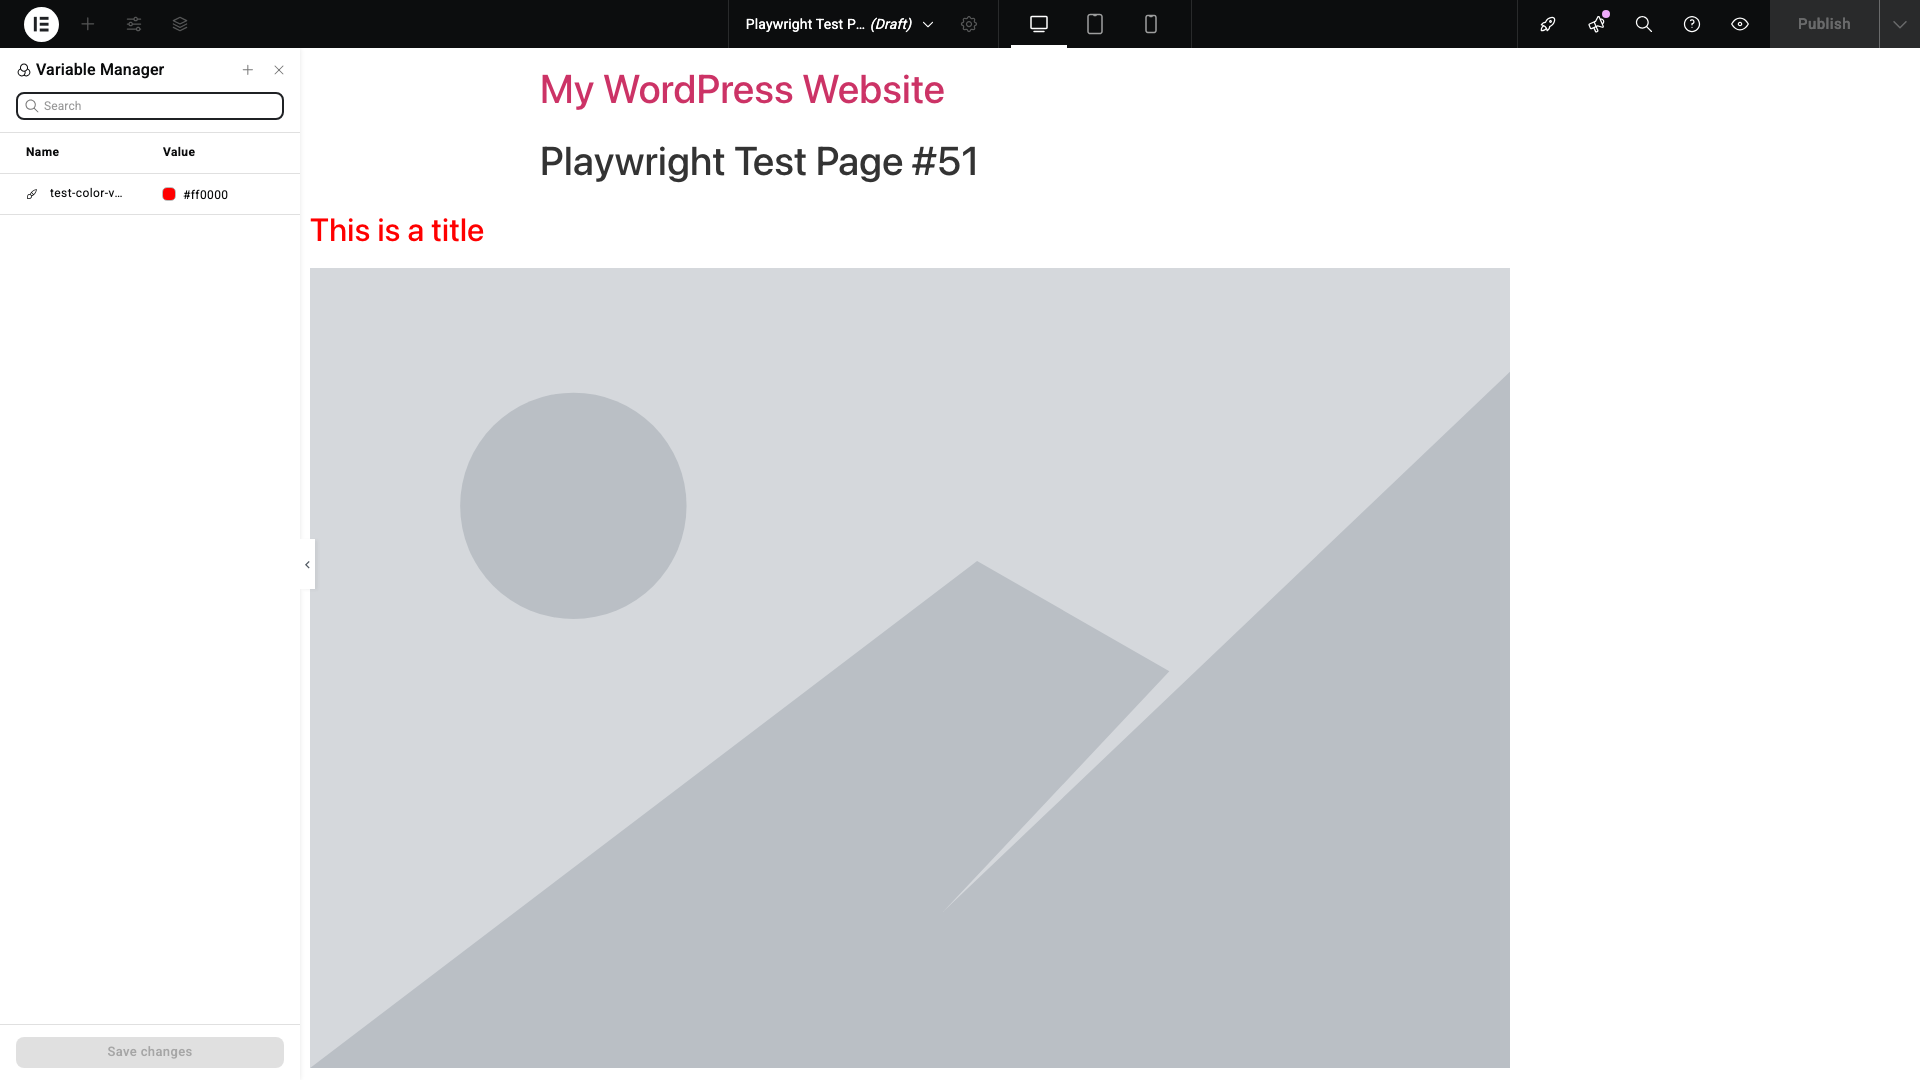 Playwright Test P... (Draft)
Publish
Variable Manager
Search
Name Value
test-color-v... #ff0000
Save changes
My WordPress Website
Playwright Test Page #51
This is a title